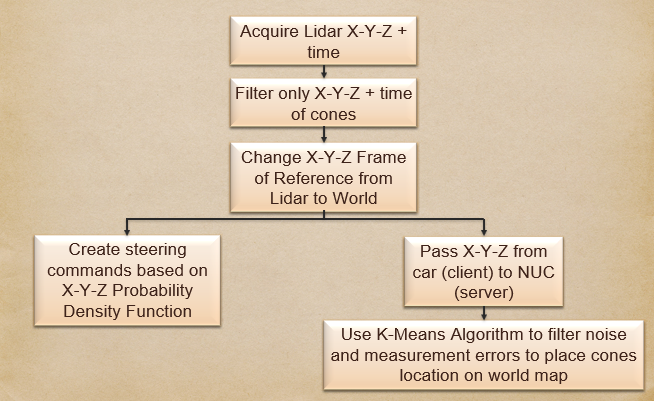 Acquire Lidar X-Y-Z +
time
Filter only X-Y-Z + time
of cones
Change X-Y-Z Frame
of Reference from
Lidar to World
Create steering
commands based on
X-Y-Z Probability
Density Function
Pass X-Y-Z from
car (client) to NUC
(server)
Use K-Means Algorithm to filter noise
and measurement errors to place cones
location on world map